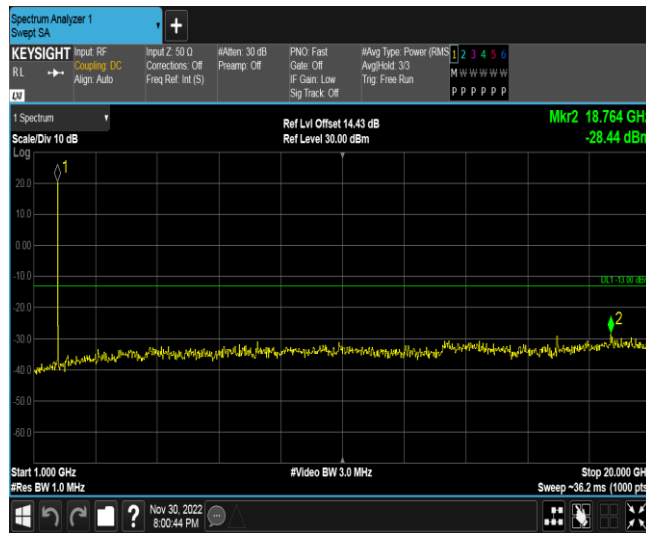 Spectrum Analyzer 1
Swept SA
+
KEYSIGHT Input: RF Input Z: 50 Ω #Atten: 30 dB PNO: Fast #Avg Type: Power (RMS 1 2 3 4 5 6
RL Coupling: DC Corrections: Off Preamp: Off Gate: Off Avg|Hold: 3/3 M W W W W W
Align: Auto Freq Ref: Int (S) IF Gain: Low Trig: Free Run
LXI Sig Track: Off P P P P P P
1 Spectrum Ref Lvl Offset 14.43 dB Mkr2 18.764 GHz
Scale/Div 10 dB Ref Level 30.00 dBm -28.44 dBm
Log
1
20.0
10.0
0.00
-10.0 DL1 -13.00 dBm
-20.0
2
-30.0
-40.0
-50.0
-60.0
Start 1.000 GHz #Video BW 3.0 MHz Stop 20.000 GH
#Res BW 1.0 MHz Sweep ~36.2 ms (1000 pts
? Nov 30, 2022
8:00:44 PM